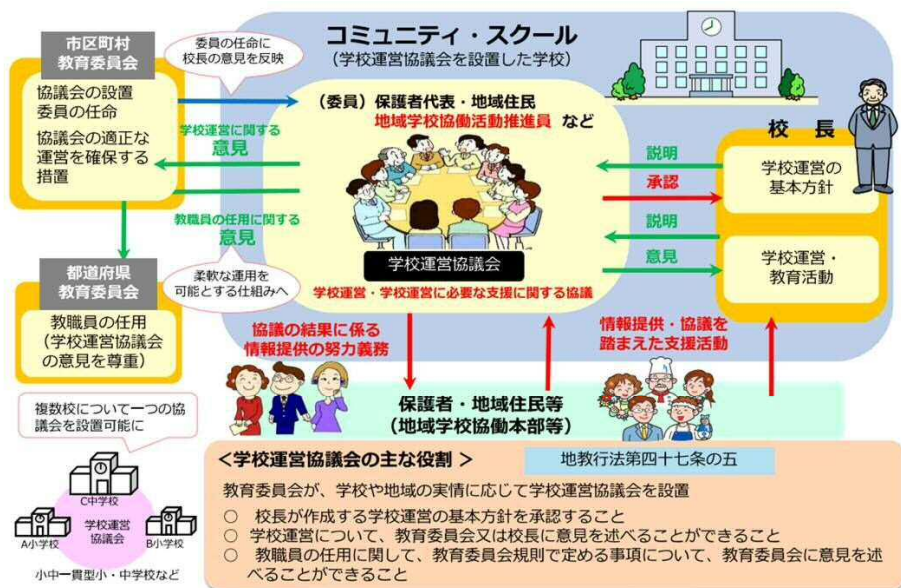 コミュニティ・スクール
(学校運営協議会を設置した学校)
市区町村
教育委員会
協議会の設置
委員の任命
協議会の適正な
運営を確保する
措置
委員の任命に
校長の意見を反映
学校運営に関する
意見
教職員の任用に関する
意見
柔軟な運用を
可能とする仕組みへ
都道府県
教育委員会
教職員の任用
(学校運営協議会
の意見を尊重)
(委員)保護者代表・地域住民
地域学校協働活動推進員 など
学校運営協議会
学校運営・学校運営に必要な支援に関する協議
校 長
説明
承認
学校運営の
基本方針
説明
意見
学校運営・
教育活動
協議の結果に係る
情報提供の努力義務
情報提供・協議を
踏まえた支援活動
保護者・地域住民等
(地域学校協働本部等)
複数校について一つの協
議会を設置可能に
C中学校
学校運営
協議会
A小学校
B小学校
小中一貫型小・中学校など
<学校運営協議会の主な役割 >
地教行法第四十七条の五
教育委員会が、学校や地域の実情に応じて学校運営協議会を設置
○ 校長が作成する学校運営の基本方針を承認すること
○ 学校運営について、教育委員会又は校長に意見を述べることができること
○ 教職員の任用に関して、教育委員会規則で定める事項について、教育委員会に意見を述
べることができること